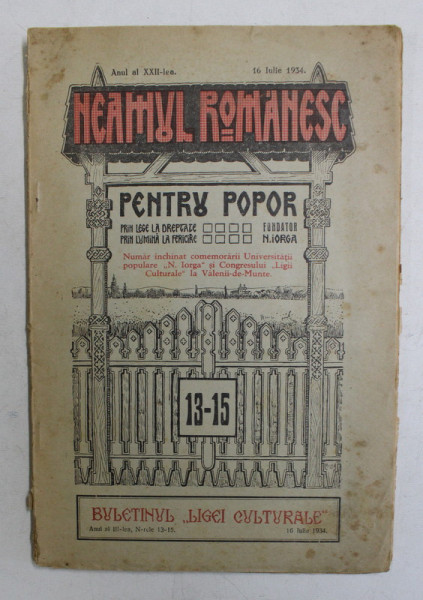 Anul al XXII-lea. 16 Iulie 1934.
NEAMUL ROMĂNESC
PENTRU POPOR
PRIN LEGE LA DREPTATE FUNDATOR
PRIN LUMINĂ LA FERICIRE N. IORGA
Număr închinat comemorării Universității
populare „N. Iorga" și Congresului „Ligii
Culturale" la Vălenii-de-Munte.
13-15
BULETINUL „LIGEI CULTURALE"
Anul al III-lea, N-rele 13-15. 16 Iulie 1934.